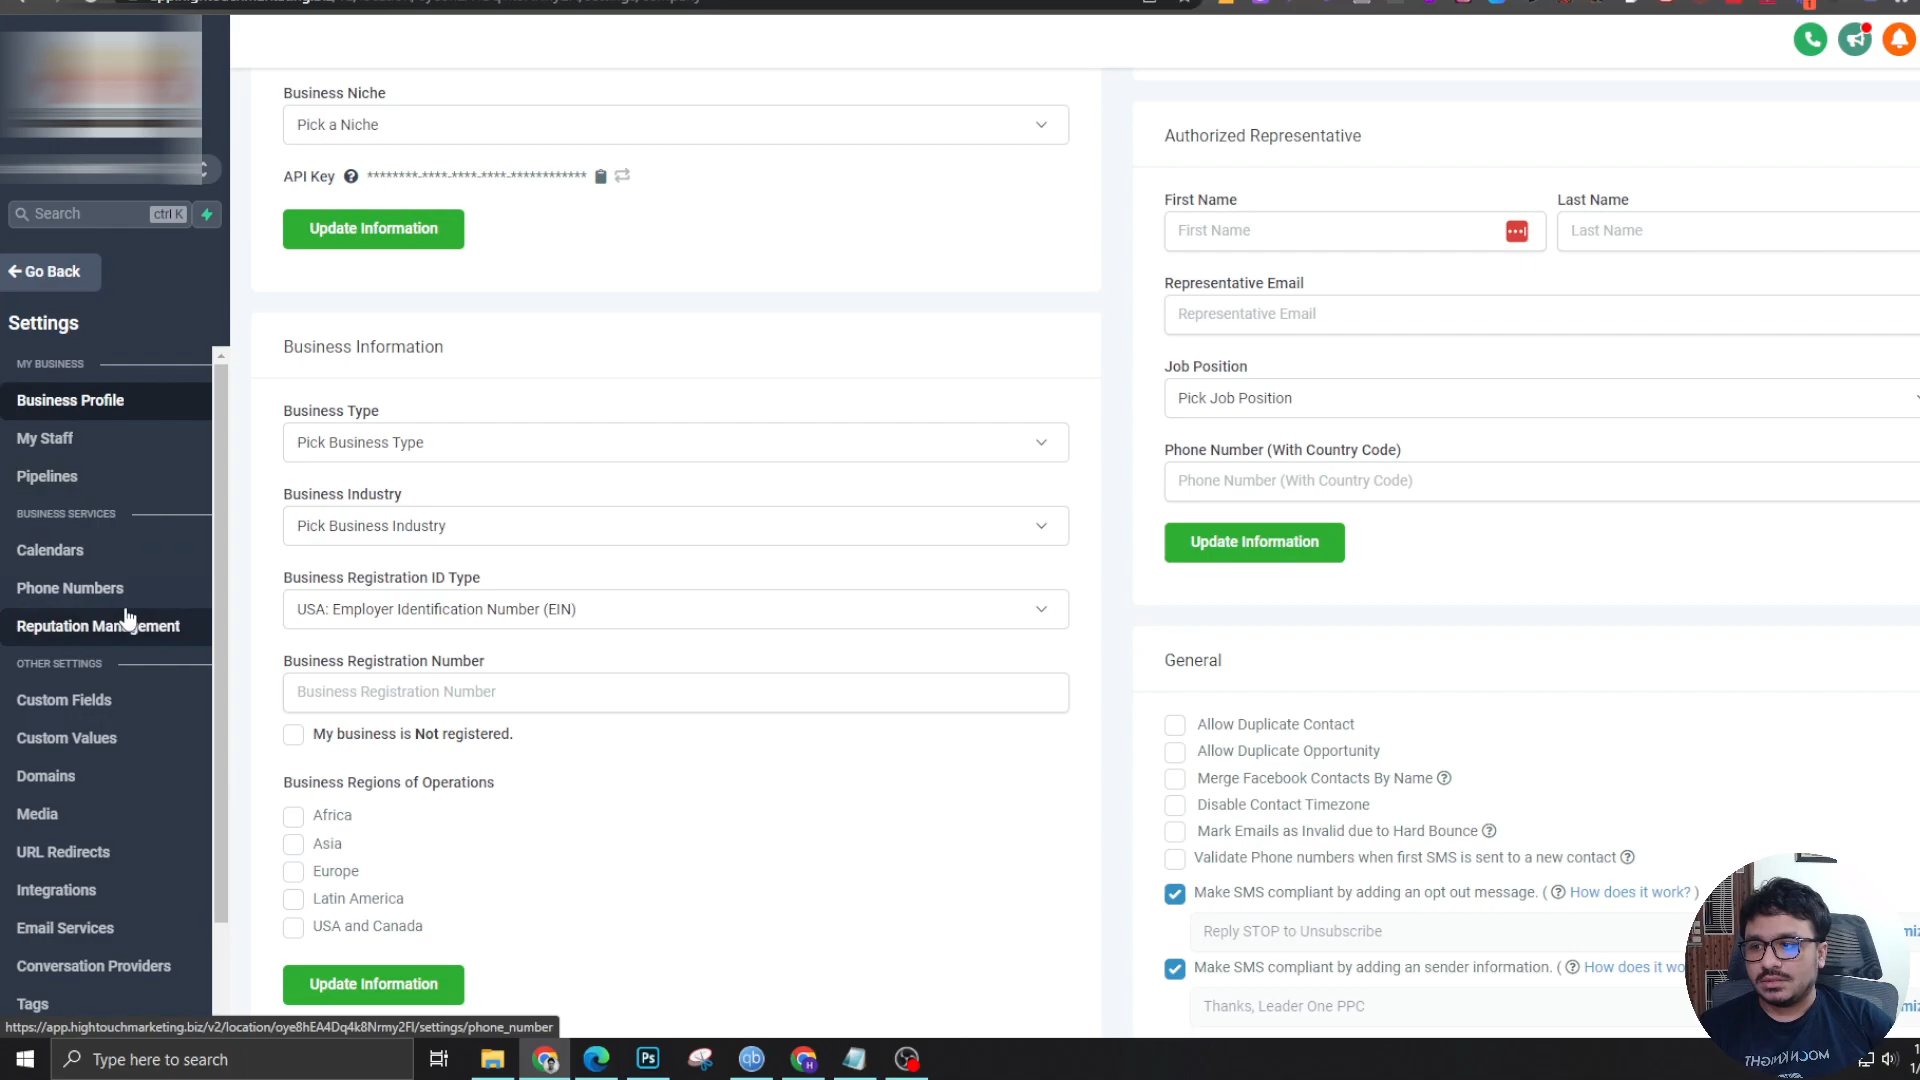 Search ctrl K
Go Back
Settings
MY BUSINESS
Business Profile
My Staff
Pipelines
BUSINESS SERVICES
Calendars
Phone Numbers
Reputation Management
OTHER SETTINGS
Custom Fields
Custom Values
Domains
Media
URL Redirects
Integrations
Email Services
Conversation Providers
Tags
Business Niche
Pick a Niche
API Key ********-****-****-****-************
Update Information
Business Information
Business Type
Pick Business Type
Business Industry
Pick Business Industry
Business Registration ID Type
USA: Employer Identification Number (EIN)
Business Registration Number
Business Registration Number
My business is Not registered.
Business Regions of Operations
Africa
Asia
Europe
Latin America
USA and Canada
Update Information
Authorized Representative
First Name Last Name
First Name Last Name
Representative Email
Representative Email
Job Position
Pick Job Position
Phone Number (With Country Code)
Phone Number (With Country Code)
Update Information
General
Allow Duplicate Contact
Allow Duplicate Opportunity
Merge Facebook Contacts By Name
Disable Contact Timezone
Mark Emails as Invalid due to Hard Bounce
Validate Phone numbers when first SMS is sent to a new contact
Make SMS compliant by adding an opt out message. ( How does it work? )
Reply STOP to Unsubscribe
Make SMS compliant by adding an sender information. ( How does it wo
Thanks, Leader One PPC
https://app.hightouchmarketing.biz/v2/location/oye8hEA4Dq4k8Nrmy2Fl/settings/phone_number
Type here to search
Ps
qb
H
MOON KNIGHT